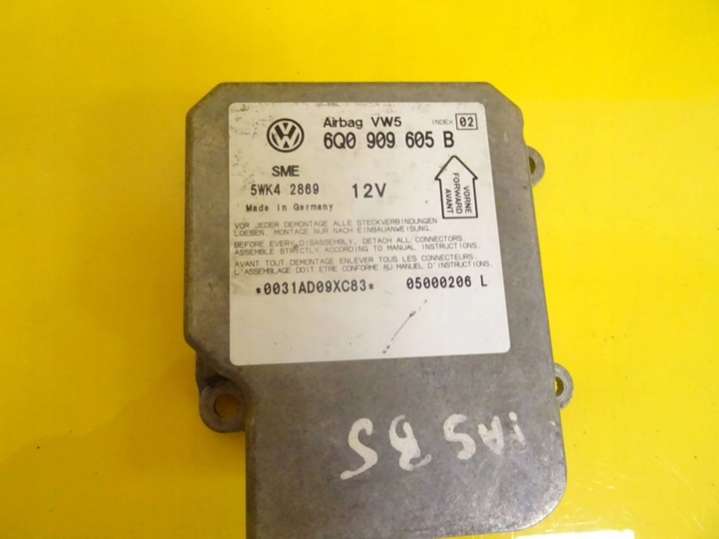 Airbag VW5 INDEX 02
6Q0 909 605 B
SME
5WK4 2869 12V
Made in Germany
VORNE
FORWARD
AVANT
VOR JEDER DEMONTAGE ALLE STECKVERBINDUNGEN
LOESEN. MONTAGE NUR NACH EINBAUANWEISUNG.
BEFORE EVERY DISASSEMBLY, DETACH ALL CONNECTORS.
ASSEMBLE STRICTLY ACCORDING TO MANUAL INSTRUCTIONS.
AVANT TOUT DEMONTAGE ENLEVER TOUS LES CONNECTEURS.
L'ASSEMBLAGE DOIT ETRE CONFORME AU MANUEL D'INSTRUCTIONS.
*0031AD09XC83* 05000206 L